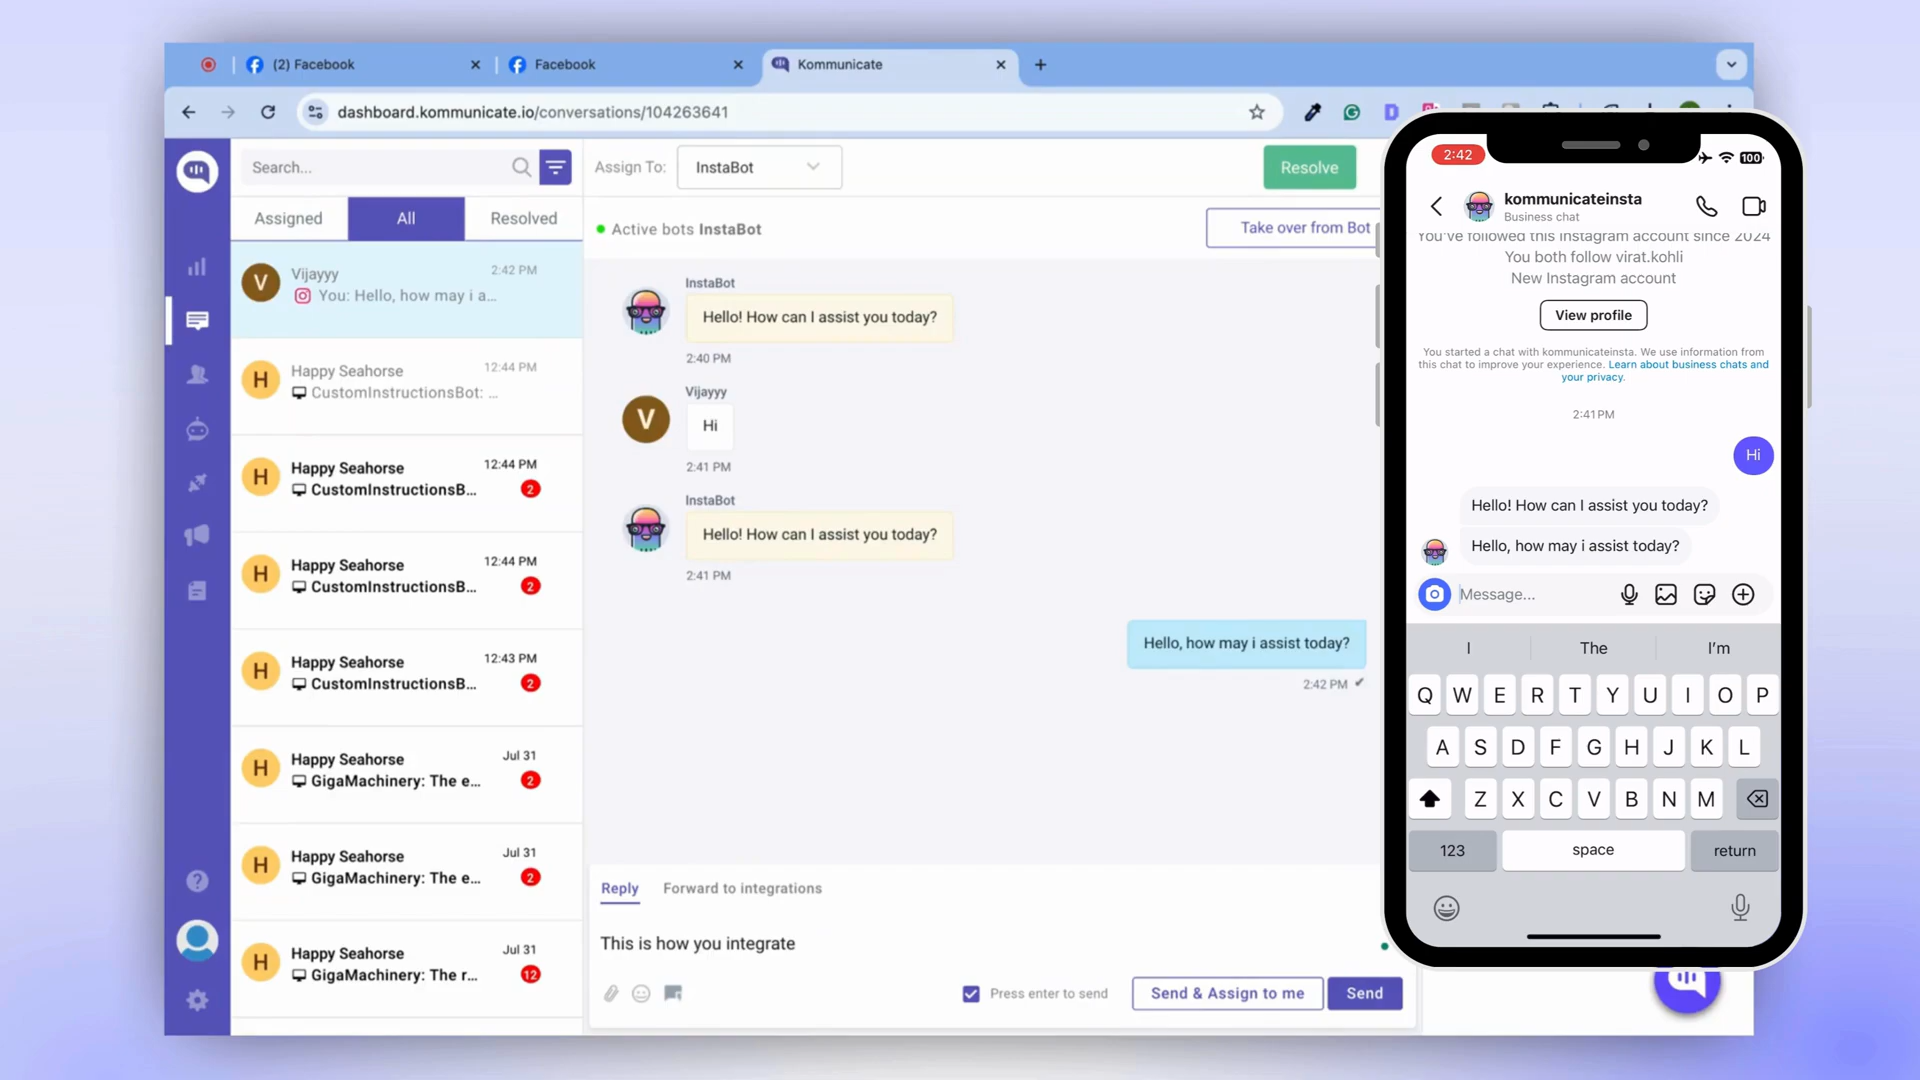 (2) Facebook
Facebook
Kommunicate
dashboard.kommunicate.io/conversations/104263641
Search...
Assign To:
InstaBot
Resolve
Assigned
All
Resolved
Active bots InstaBot
Take over from Bot
V
Vijayyy
2:42 PM
You: Hello, how may i a...
H
Happy Seahorse
12:44 PM
CustomInstructionsBot: ...
H
Happy Seahorse
12:44 PM
CustomInstructionsB...
2
H
Happy Seahorse
12:44 PM
CustomInstructionsB...
2
H
Happy Seahorse
12:43 PM
CustomInstructionsB...
2
H
Happy Seahorse
Jul 31
GigaMachinery: The e...
2
H
Happy Seahorse
Jul 31
GigaMachinery: The e...
2
H
Happy Seahorse
Jul 31
GigaMachinery: The r...
12
InstaBot
Hello! How can I assist you today?
2:40 PM
Vijayyy
V
Hi
2:41 PM
InstaBot
Hello! How can I assist you today?
2:41 PM
Hello, how may i assist today?
2:42 PM
Reply
Forward to integrations
This is how you integrate
Press enter to send
Send & Assign to me
Send
2:42
100
kommunicateinsta
Business chat
You've followed this Instagram account since 2024
You both follow virat.kohli
New Instagram account
View profile
You started a chat with kommunicateinsta. We use information from
this chat to improve your experience. Learn about business chats and
your privacy.
2:41 PM
Hi
Hello! How can I assist you today?
Hello, how may i assist today?
Message...
I
The
I'm
Q W E R T Y U I O P
A S D F G H J K L
Z X C V B N M
123
space
return